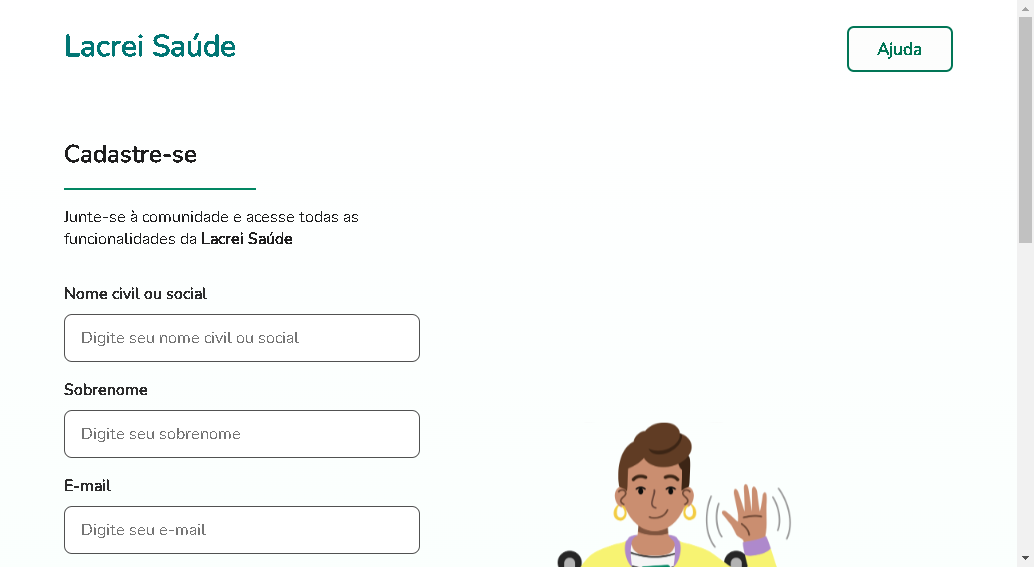 Lacrei Saúde
Ajuda
Cadastre-se
Junte-se à comunidade e acesse todas as
funcionalidades da Lacrei Saúde
Nome civil ou social
Digite seu nome civil ou social
Sobrenome
Digite seu sobrenome
E-mail
Digite seu e-mail